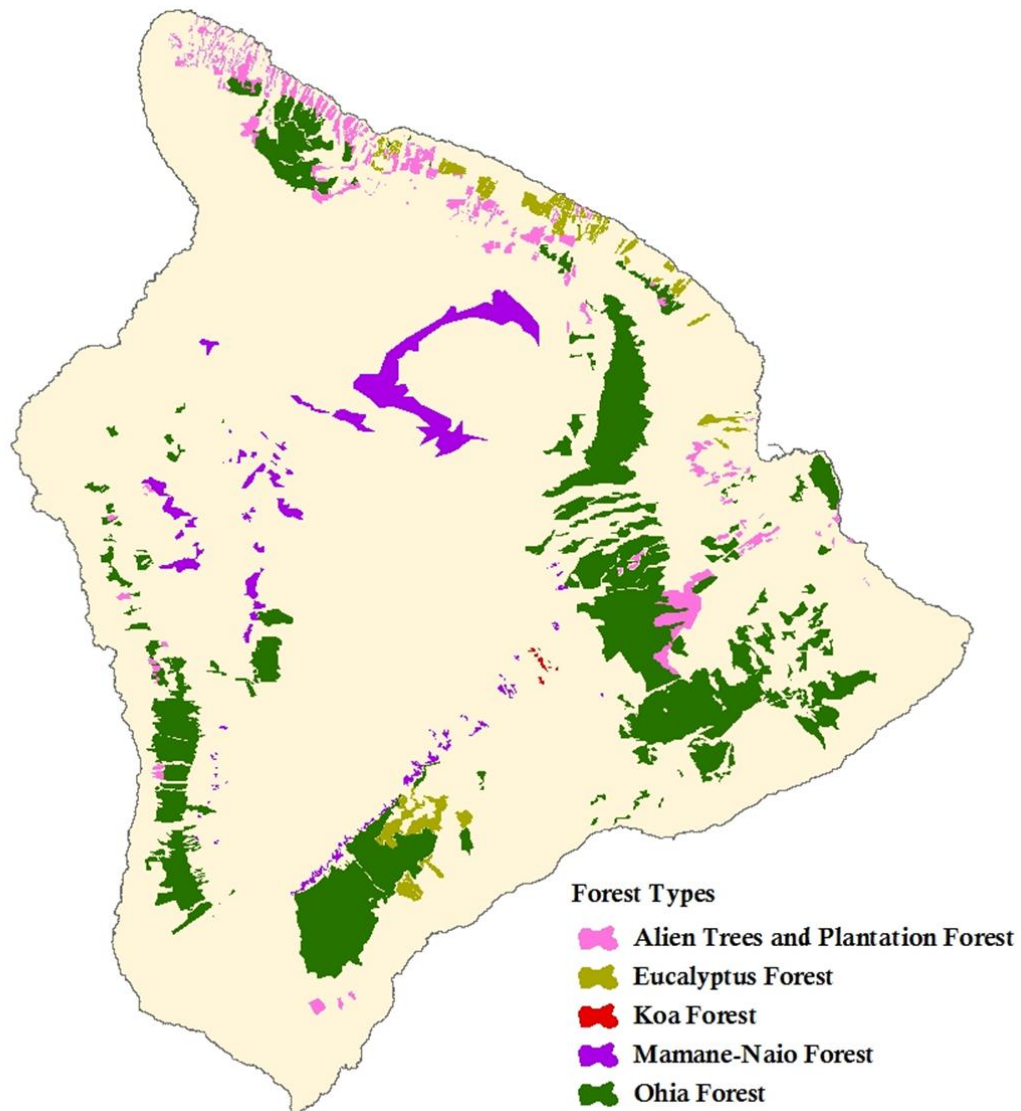 Forest Types
Alien Trees and Plantation Forest
Eucalyptus Forest
Koa Forest
Mamane-Naio Forest
Ohia Forest